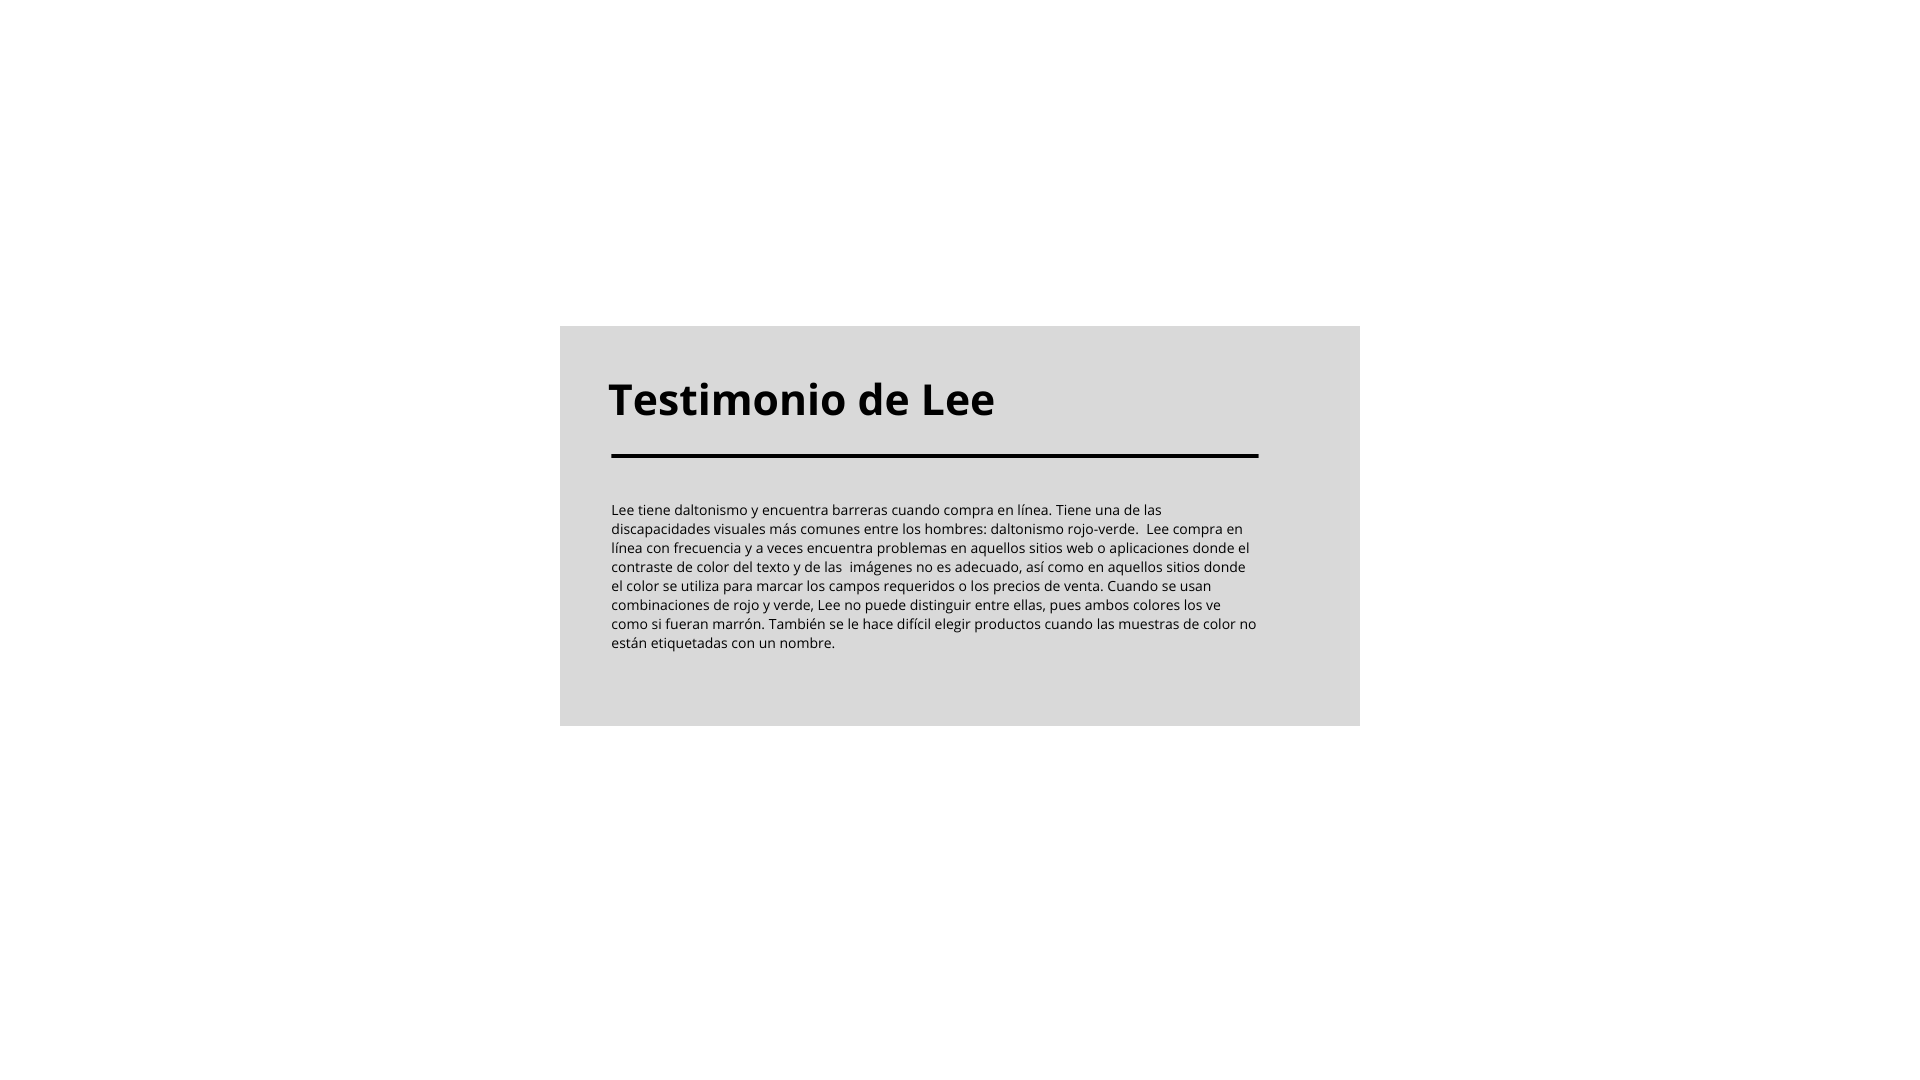 Testimonio de Lee
Lee tiene daltonismo y encuentra barreras cuando compra en línea. Tiene una de las
discapacidades visuales más comunes entre los hombres: daltonismo rojo-verde.  Lee compra en
línea con frecuencia y a veces encuentra problemas en aquellos sitios web o aplicaciones donde el
contraste de color del texto y de las  imágenes no es adecuado, así como en aquellos sitios donde
el color se utiliza para marcar los campos requeridos o los precios de venta. Cuando se usan
combinaciones de rojo y verde, Lee no puede distinguir entre ellas, pues ambos colores los ve
como si fueran marrón. También se le hace difícil elegir productos cuando las muestras de color no
están etiquetadas con un nombre.